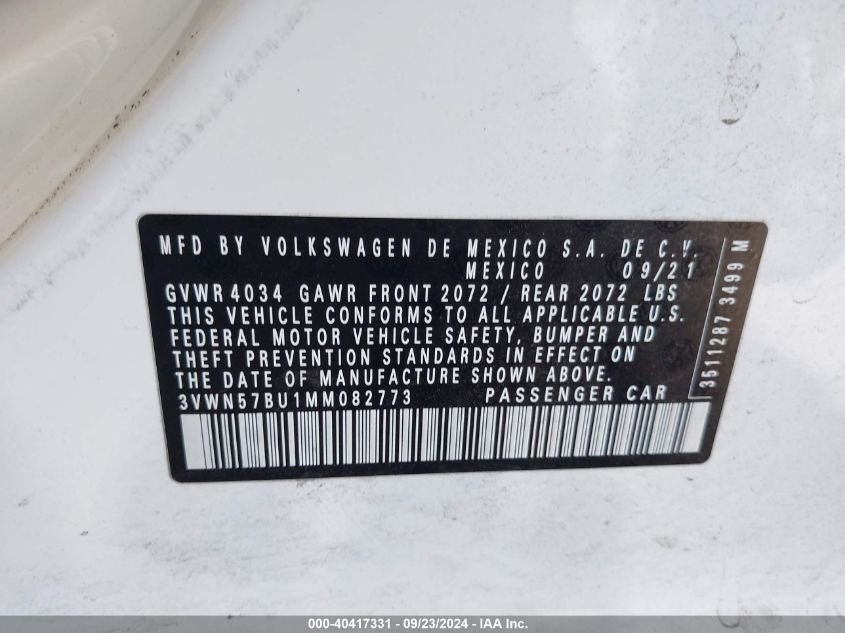 MFD BY VOLKSWAGEN DE MEXICO S.A. DE C.V.
MEXICO 09/21
GVWR 4034 GAWR FRONT 2072 / REAR 2072 LBS
THIS VEHICLE CONFORMS TO ALL APPLICABLE U.S.
FEDERAL MOTOR VEHICLE SAFETY, BUMPER AND
THEFT PREVENTION STANDARDS IN EFFECT ON
THE DATE OF MANUFACTURE SHOWN ABOVE.
3VWN57BU1MM082773 PASSENGER CAR
3511287 3499 M
000-40417331 - 09/23/2024 - IAA Inc.